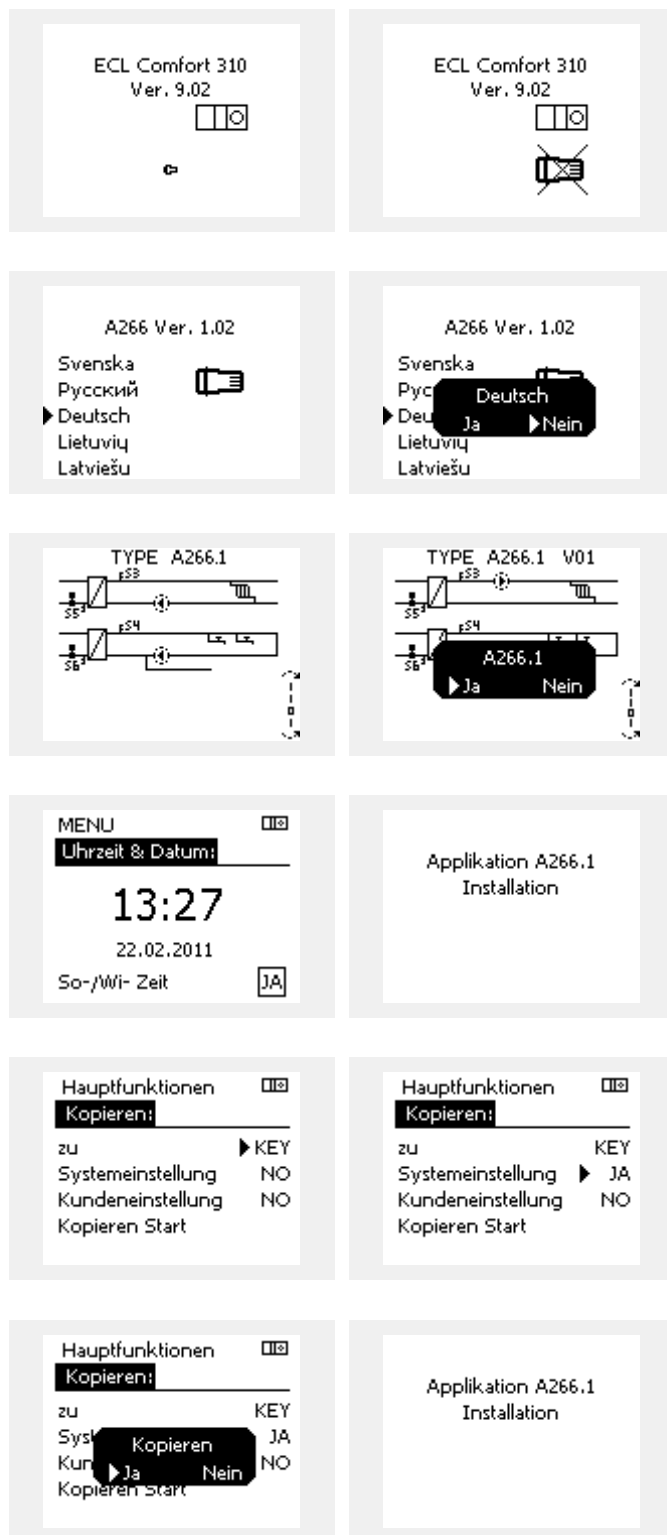 ECL Comfort 310
Ver. 9.02
ECL Comfort 310
Ver. 9.02
A266 Ver. 1.02
Svenska
Русский
Deutsch
Lietuvių
Latviešu
A266 Ver. 1.02
Svenska
Рус
Deu
Lietuvių
Latviešu
Deutsch
Ja Nein
TYPE A266.1
S3
S5
S4
S6
TYPE A266.1 V01
S3
S5
S4
S6
A266.1
Ja Nein
MENU
Uhrzeit & Datum:
13:27
22.02.2011
So-/Wi- Zeit JA
Applikation A266.1
Installation
Hauptfunktionen
Kopieren:
zu KEY
Systemeinstellung NO
Kundeneinstellung NO
Kopieren Start
Hauptfunktionen
Kopieren:
zu KEY
Systemeinstellung JA
Kundeneinstellung NO
Kopieren Start
Hauptfunktionen
Kopieren:
zu KEY
Syst JA
Kun NO
Kopieren Start
Kopieren
Ja Nein
Applikation A266.1
Installation